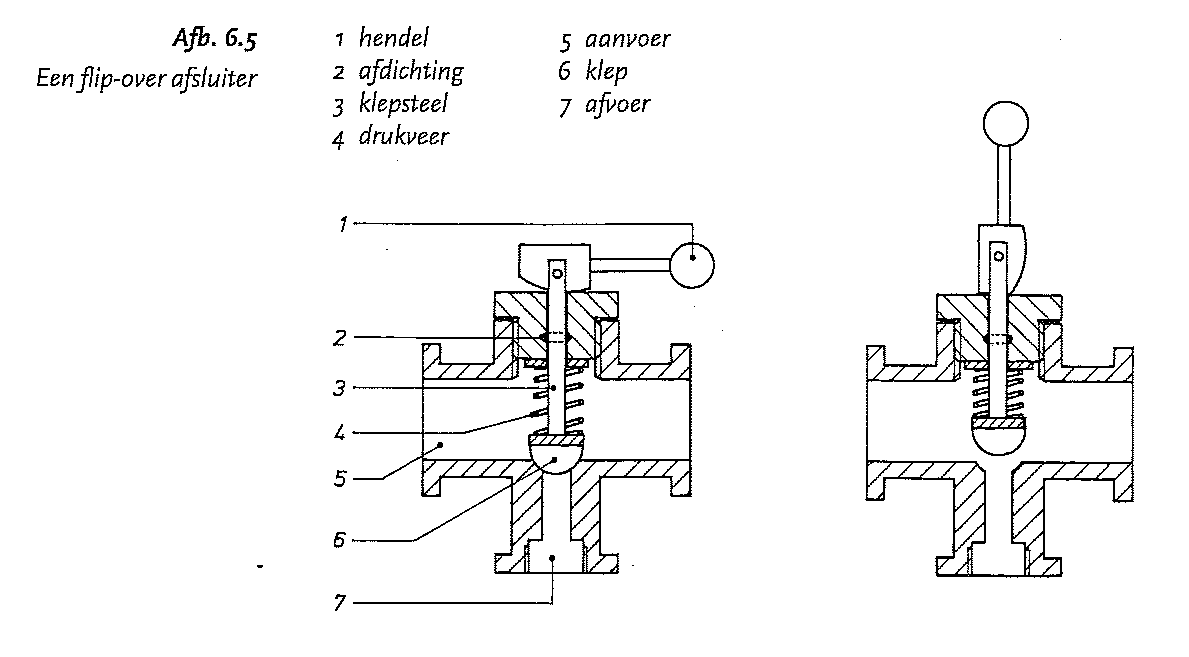 Afb. 6.5
Een flip-over afsluiter
1 hendel
2 afdichting
3 klepsteel
4 drukveer
5 aanvoer
6 klep
7 afvoer
1
2
3
4
5
6
7